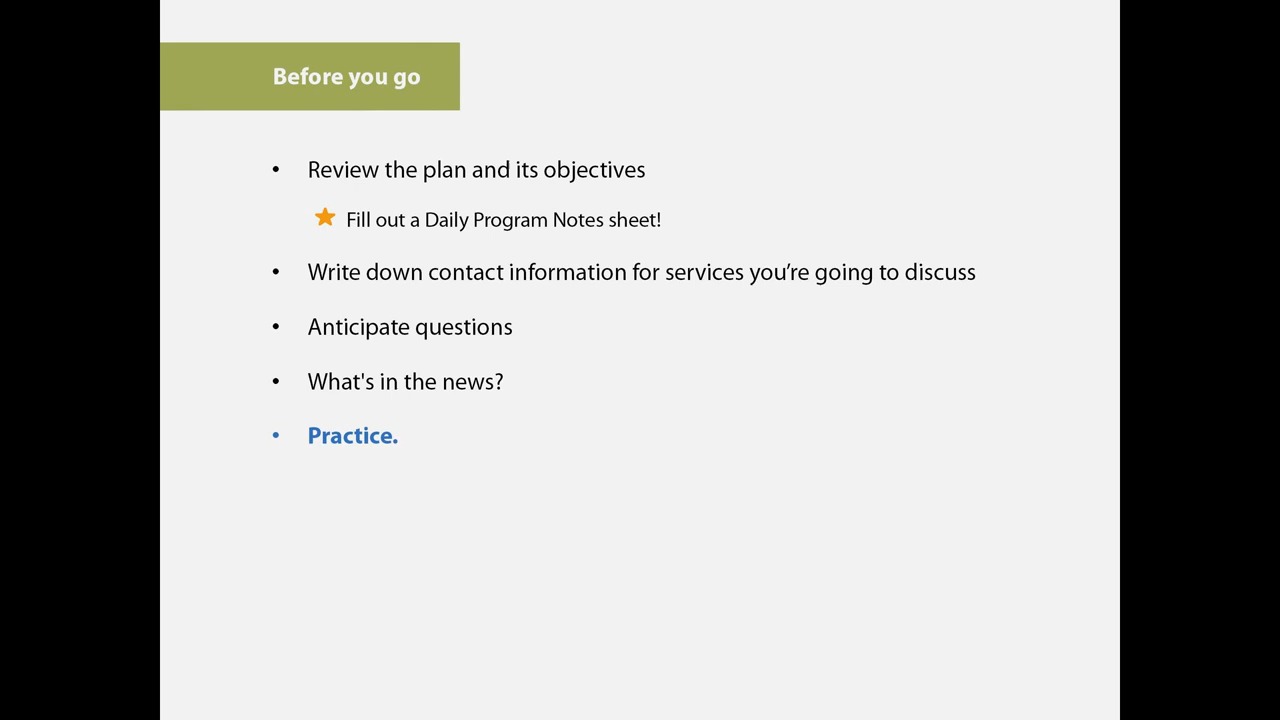 Before you go
• Review the plan and its objectives
Fill out a Daily Program Notes sheet!
• Write down contact information for services you’re going to discuss
• Anticipate questions
• What's in the news?
• Practice.